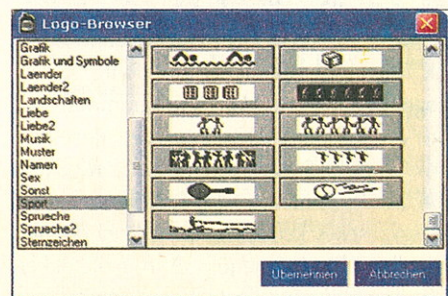 Logo-Browser
Grafik
Grafik und Symbole
Laender
Laender2
Landschaften
Liebe
Liebe2
Musik
Muster
Namen
Sex
Sonst
Sport
Sprueche
Sprueche2
Sternzeichen
Übernehmen
Abbrechen